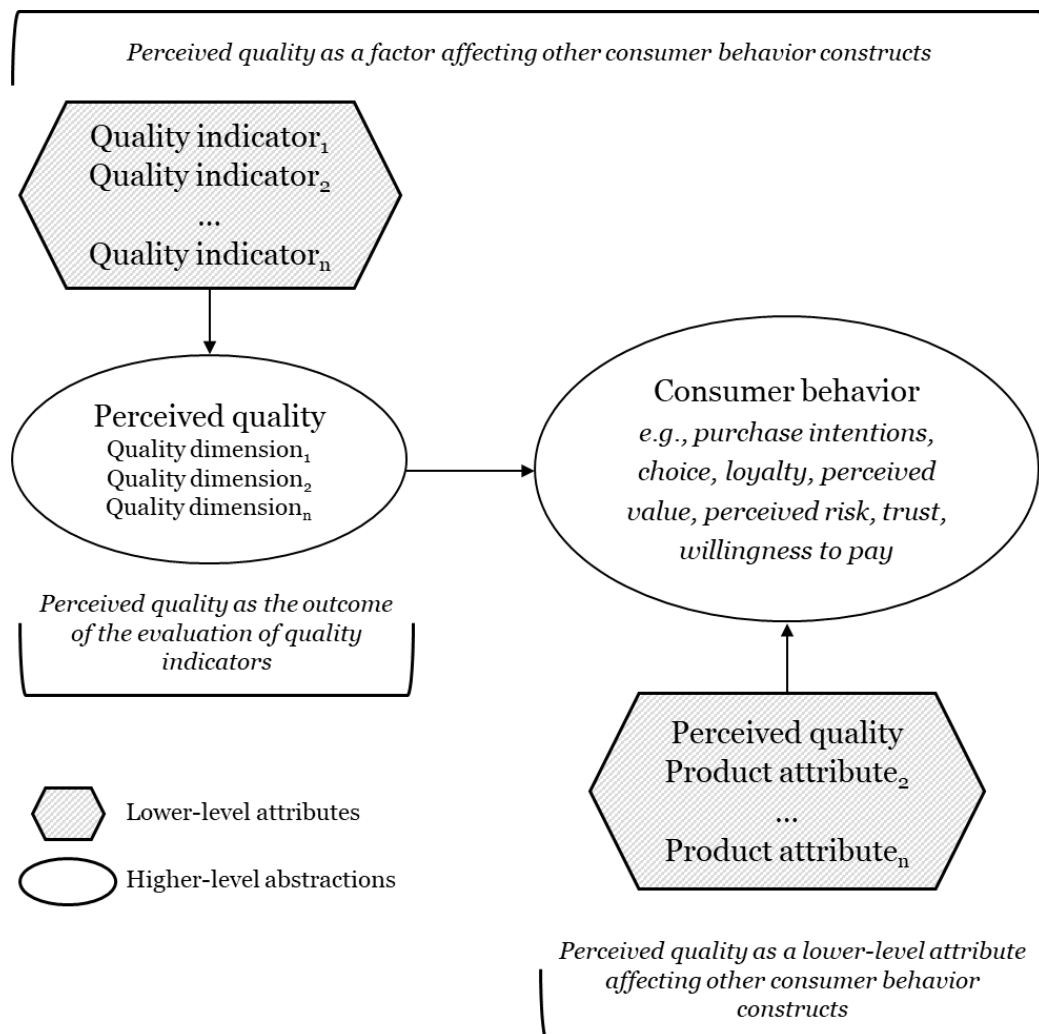 Perceived quality as a factor affecting other consumer behavior constructs
Quality indicator₁
Quality indicator₂
...
Quality indicatorₙ
Perceived quality
Quality dimension₁
Quality dimension₂
Quality dimensionₙ
Consumer behavior
e.g., purchase intentions,
choice, loyalty, perceived
value, perceived risk, trust,
willingness to pay
Perceived quality as the outcome
of the evaluation of quality
indicators
Perceived quality
Product attribute₂
...
Product attributeₙ
Lower-level attributes
Higher-level abstractions
Perceived quality as a lower-level attribute
affecting other consumer behavior
constructs